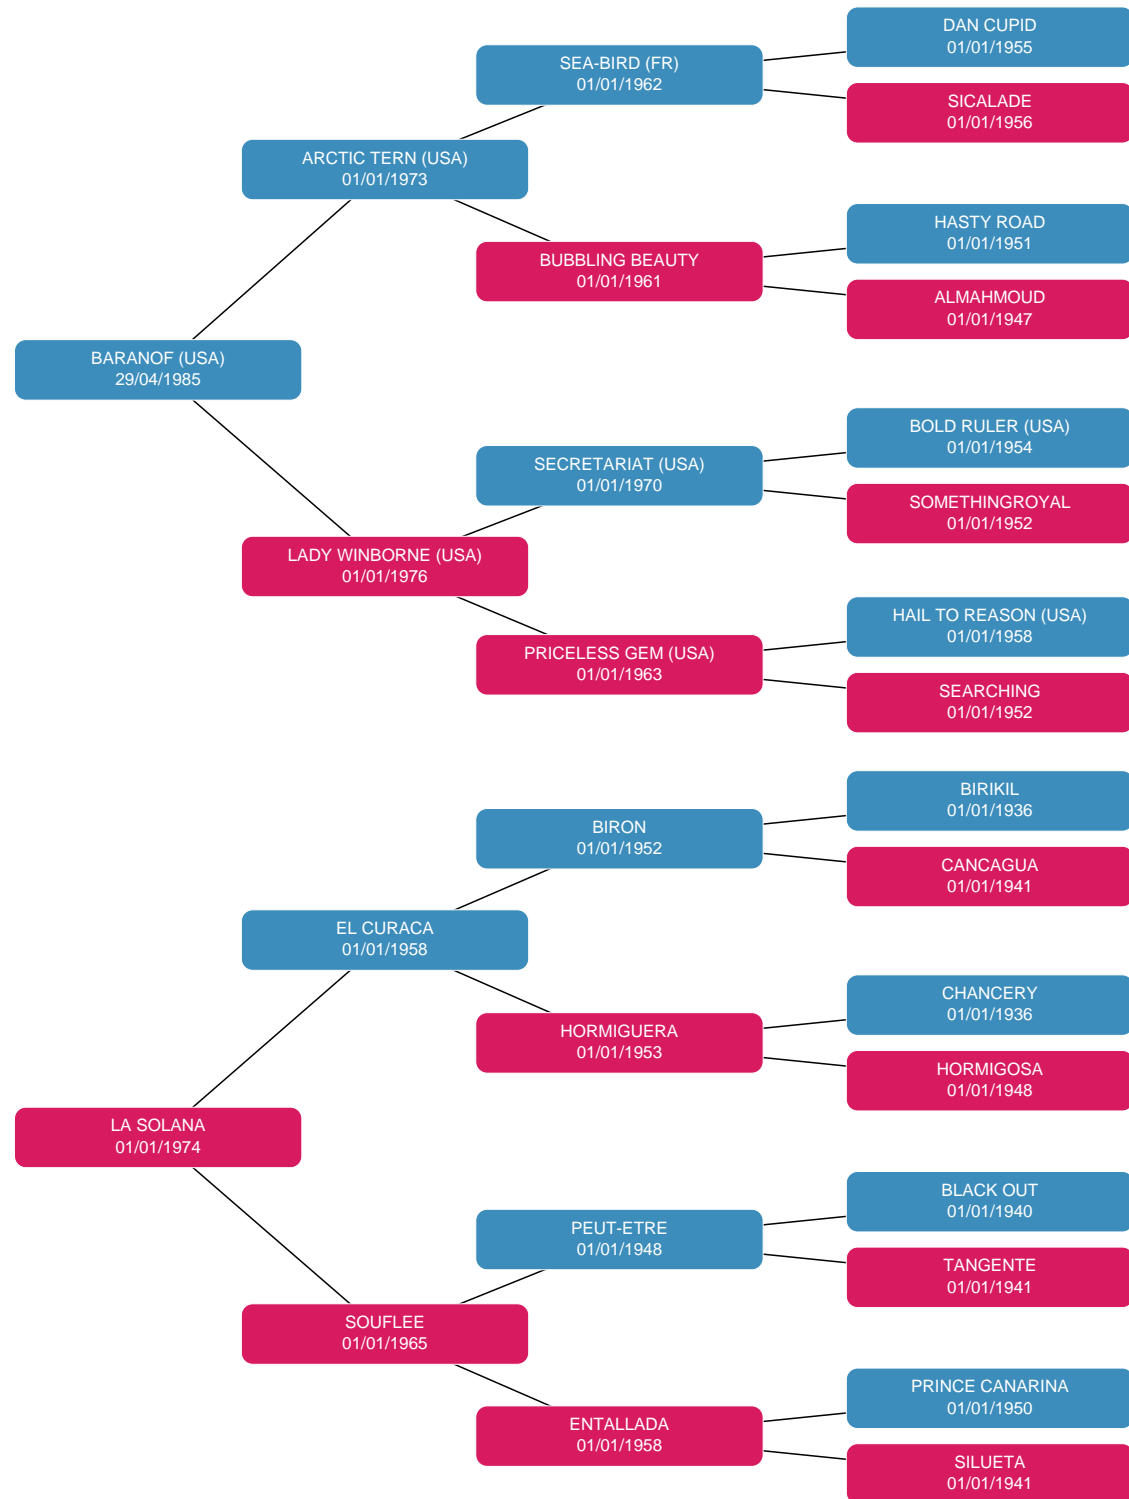 DAN CUPID
01/01/1955
SEA-BIRD (FR)
01/01/1962
SICALADE
01/01/1956
ARCTIC TERN (USA)
01/01/1973
HASTY ROAD
01/01/1951
BUBBLING BEAUTY
01/01/1961
ALMAHMOUD
01/01/1947
BARANOF (USA)
29/04/1985
BOLD RULER (USA)
01/01/1954
SECRETARIAT (USA)
01/01/1970
SOMETHINGROYAL
01/01/1952
LADY WINBORNE (USA)
01/01/1976
HAIL TO REASON (USA)
01/01/1958
PRICELESS GEM (USA)
01/01/1963
SEARCHING
01/01/1952
BIRIKIL
01/01/1936
BIRON
01/01/1952
CANCAGUA
01/01/1941
EL CURACA
01/01/1958
CHANCERY
01/01/1936
HORMIGUERA
01/01/1953
HORMIGOSA
01/01/1948
LA SOLANA
01/01/1974
BLACK OUT
01/01/1940
PEUT-ETRE
01/01/1948
TANGENTE
01/01/1941
SOUFLEE
01/01/1965
PRINCE CANARINA
01/01/1950
ENTALLADA
01/01/1958
SILUETA
01/01/1941